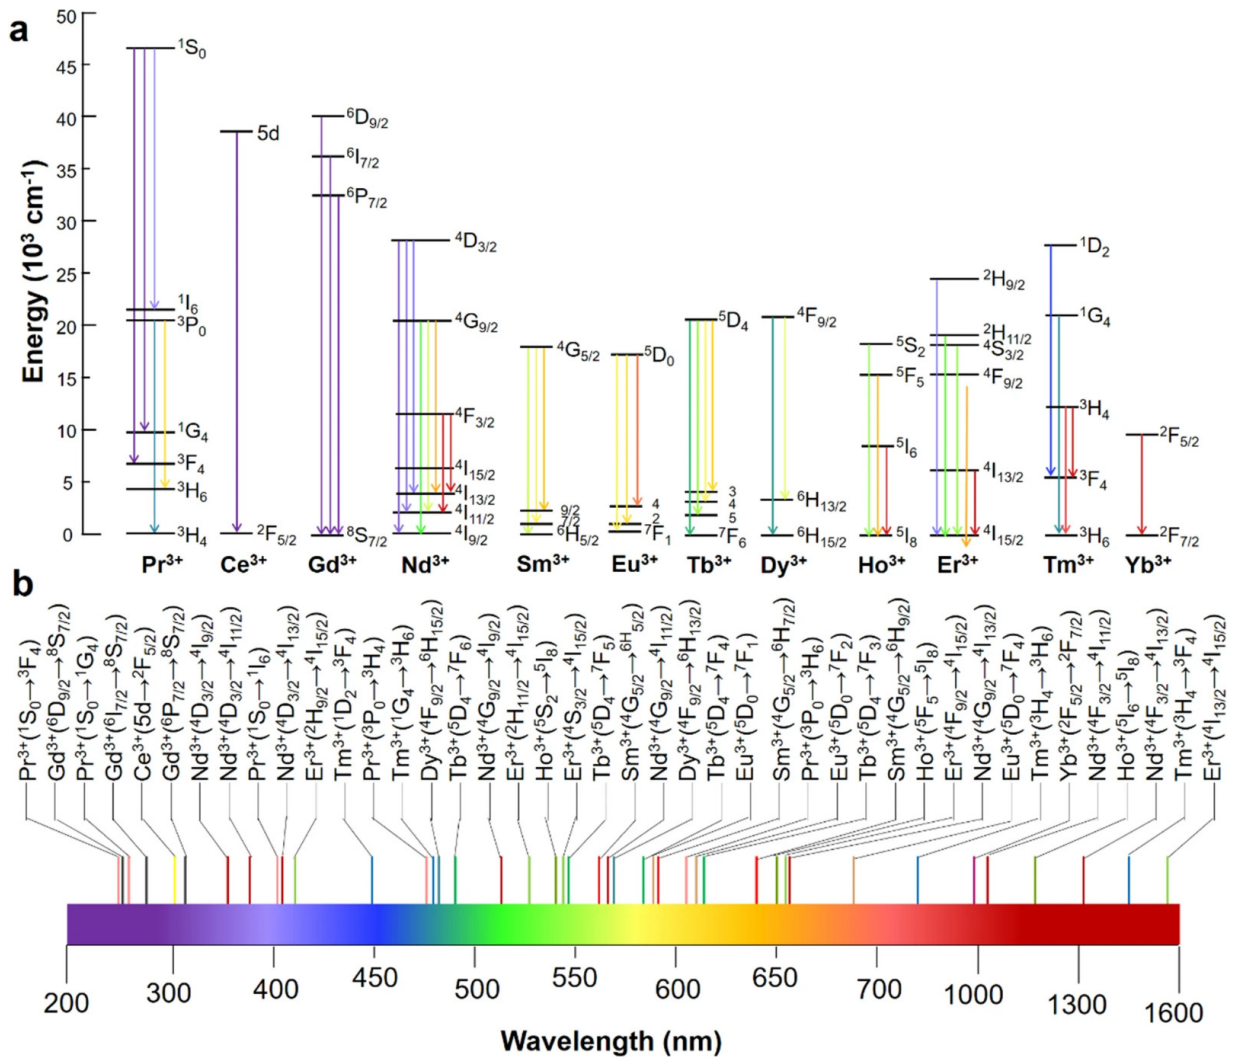 a
Energy (10³ cm⁻¹)
50
45
40
35
30
25
20
15
10
5
0
¹S₀
¹I₆
³P₀
¹G₄
³F₄
³H₆
³H₄
5d
²F₅/₂
⁶D₉/₂
⁶I₇/₂
⁶P₇/₂
⁸S₇/₂
⁴D₃/₂
⁴G₉/₂
⁴F₃/₂
⁴I₁₅/₂
⁴I₁₃/₂
⁴I₁₁/₂
⁴I₉/₂
⁴G₅/₂
9/2
7/2
⁶H₅/₂
⁵D₀
4
2
⁷F₁
⁵D₄
3
4
5
⁷F₆
⁴F₉/₂
⁶H₁₃/₂
⁶H₁₅/₂
⁵S₂
⁵F₅
⁵I₆
⁵I₈
²H₉/₂
²H₁₁/₂
⁴S₃/₂
⁴F₉/₂
⁴I₁₃/₂
⁴I₁₅/₂
¹D₂
¹G₄
³H₄
³F₄
³H₆
²F₅/₂
²F₇/₂
Pr³⁺ Ce³⁺ Gd³⁺ Nd³⁺ Sm³⁺ Eu³⁺ Tb³⁺ Dy³⁺ Ho³⁺ Er³⁺ Tm³⁺ Yb³⁺
b
Pr³⁺(¹S₀→³F₄)
Gd³⁺(⁶D₉/₂→⁸S₇/₂)
Pr³⁺(¹S₀→¹G₄)
Gd³⁺(⁶I₇/₂→⁸S₇/₂)
Ce³⁺(5d→²F₅/₂)
Gd³⁺(⁶P₇/₂→⁸S₇/₂)
Nd³⁺(⁴D₃/₂→⁴I₉/₂)
Nd³⁺(⁴D₃/₂→⁴I₁₁/₂)
Pr³⁺(¹S₀→¹I₆)
Nd³⁺(⁴D₃/₂→⁴I₁₃/₂)
Er³⁺(²H₉/₂→⁴I₁₅/₂)
Tm³⁺(¹D₂→³F₄)
Pr³⁺(³P₀→³H₄)
Tm³⁺(¹G₄→³H₆)
Dy³⁺(⁴F₉/₂→⁶H₁₅/₂)
Tb³⁺(⁵D₄→⁷F₆)
Nd³⁺(⁴G₉/₂→⁴I₉/₂)
Er³⁺(²H₁₁/₂→⁴I₁₅/₂)
Ho³⁺(⁵S₂→⁵I₈)
Er³⁺(⁴S₃/₂→⁴I₁₅/₂)
Tb³⁺(⁵D₄→⁷F₅)
Sm³⁺(⁴G₅/₂→⁶ᴴ₅/₂)
Nd³⁺(⁴G₉/₂→⁴I₁₁/₂)
Dy³⁺(⁴F₉/₂→⁶H₁₃/₂)
Tb³⁺(⁵D₄→⁷F₄)
Eu³⁺(⁵D₀→⁷F₁)
Sm³⁺(⁴G₅/₂→⁶H₇/₂)
Pr³⁺(³P₀→³H₆)
Eu³⁺(⁵D₀→⁷F₂)
Tb³⁺(⁵D₄→⁷F₃)
Sm³⁺(⁴G₅/₂→⁶H₉/₂)
Ho³⁺(⁵F₅→⁵I₈)
Er³⁺(⁴F₉/₂→⁴I₁₅/₂)
Nd³⁺(⁴G₉/₂→⁴I₁₃/₂)
Eu³⁺(⁵D₀→⁷F₄)
Tm³⁺(³H₄→³H₆)
Yb³⁺(²F₅/₂→²F₇/₂)
Nd³⁺(⁴F₃/₂→⁴I₁₁/₂)
Ho³⁺(⁵I₆→⁵I₈)
Nd³⁺(⁴F₃/₂→⁴I₁₃/₂)
Tm³⁺(³H₄→³F₄)
Er³⁺(⁴I₁₃/₂→⁴I₁₅/₂)
200 300 400 450 500 550 600 650 700 1000 1300 1600
Wavelength (nm)